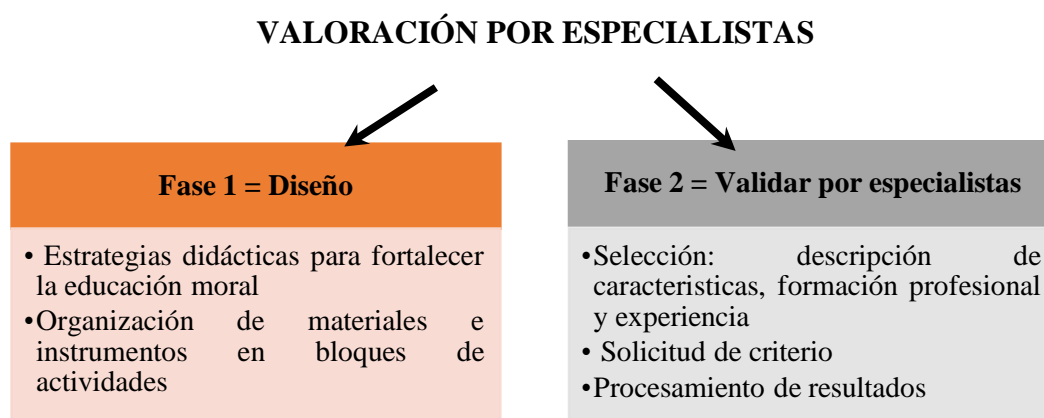 VALORACIÓN POR ESPECIALISTAS
Fase 1 = Diseño
• Estrategias didácticas para fortalecer
la educación moral
•Organización de materiales e
instrumentos en bloques de
actividades
Fase 2 = Validar por especialistas
•Selección: descripción de
caracteristicas, formación profesional
y experiencia
• Solicitud de criterio
•Procesamiento de resultados